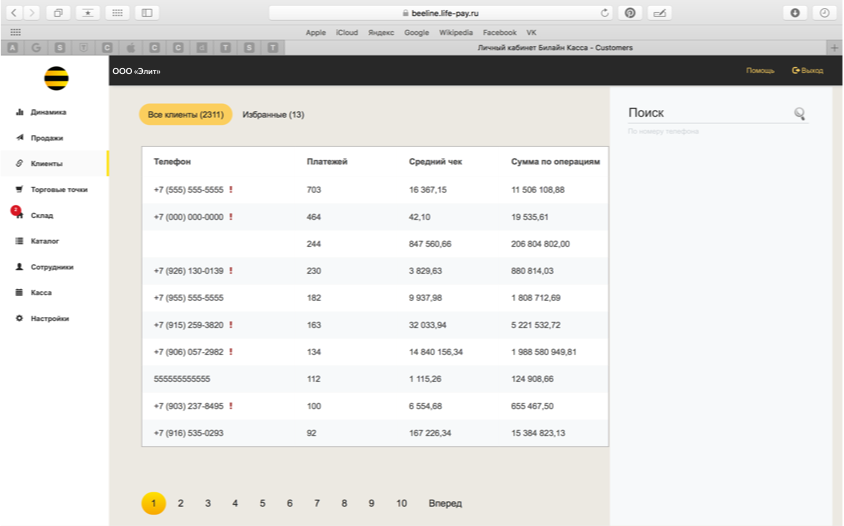 beeline.life-pay.ru
Apple iCloud Яндекс Google Wikipedia Facebook VK
A G S T C C C d T S T Личный кабинет Билайн Касса - Customers
ООО «Элит» Помощь Выход
Динамика
Продажи
Клиенты
Торговые точки
2
Склад
Каталог
Сотрудники
Касса
Настройки
Все клиенты (2311) Избранные (13)
Телефон Платежей Средний чек Сумма по операциям
+7 (555) 555-5555 ! 703 16 367,15 11 506 108,88
+7 (000) 000-0000 ! 464 42,10 19 535,61
244 847 560,66 206 804 802,00
+7 (926) 130-0139 ! 230 3 829,63 880 814,03
+7 (955) 555-5555 182 9 937,98 1 808 712,69
+7 (915) 259-3820 ! 163 32 033,94 5 221 532,72
+7 (906) 057-2982 ! 134 14 840 156,34 1 988 580 949,81
555555555555 112 1 115,26 124 908,66
+7 (903) 237-8495 ! 100 6 554,68 655 467,50
+7 (916) 535-0293 92 167 226,34 15 384 823,13
1 2 3 4 5 6 7 8 9 10 Вперед
Поиск
По номеру телефона